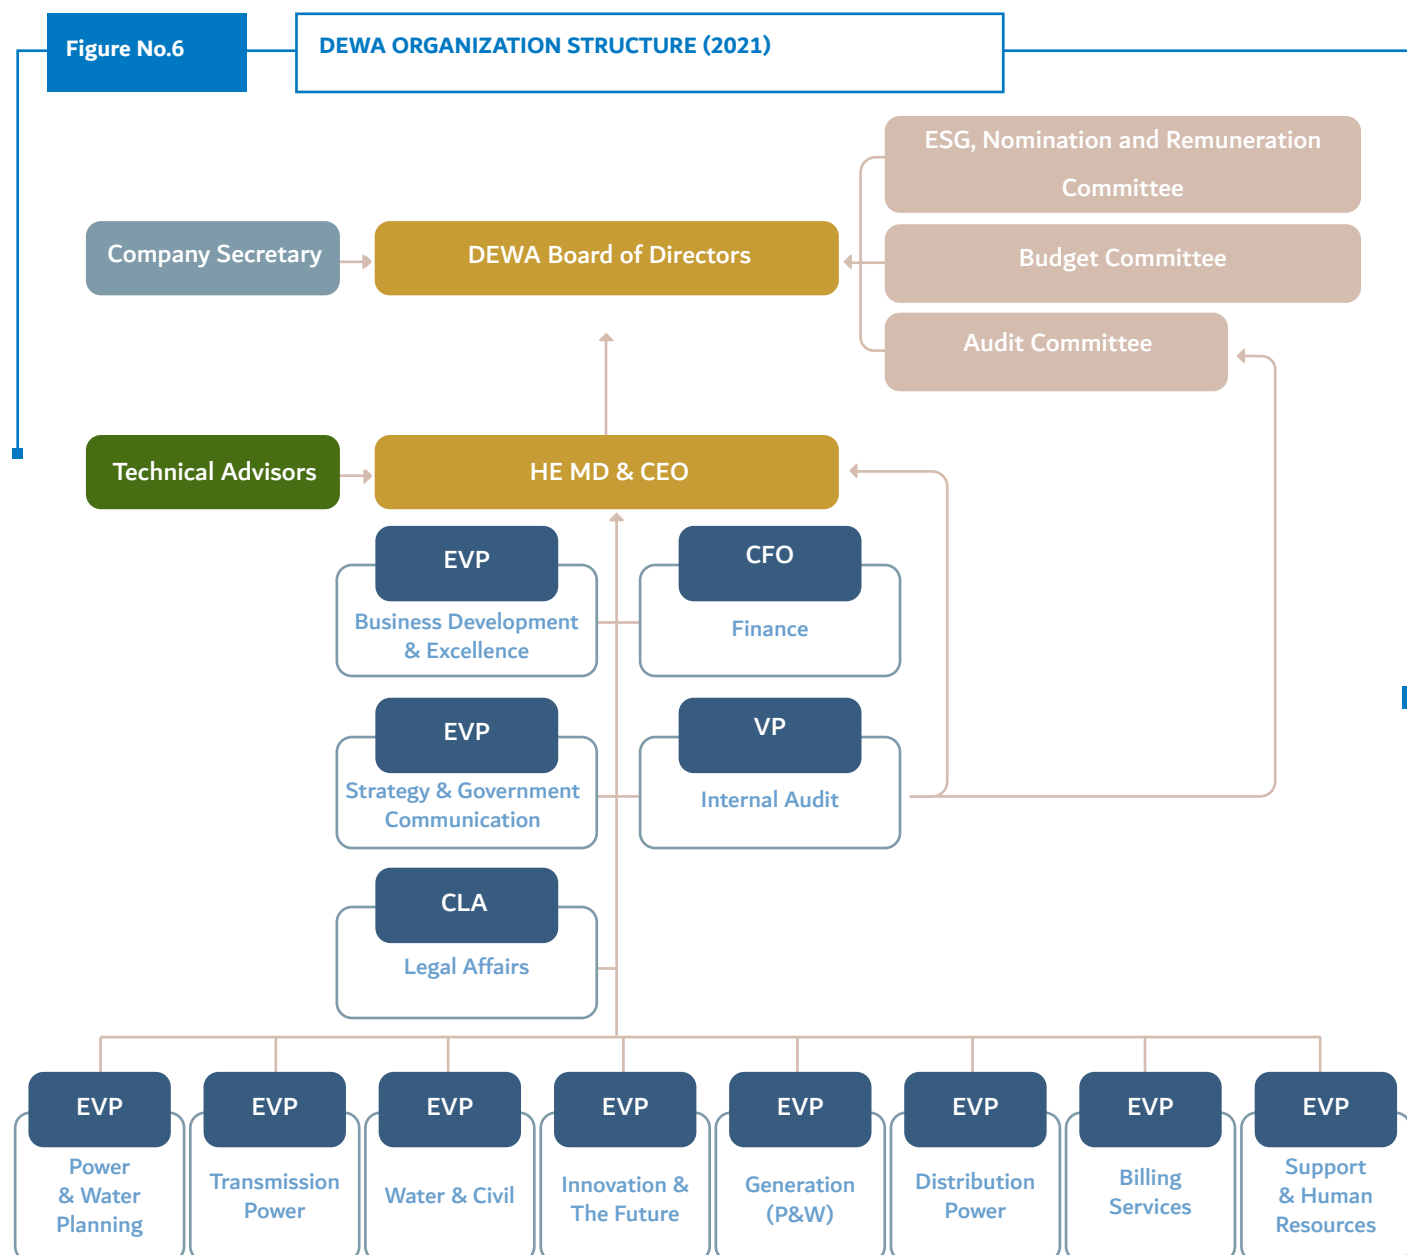 Figure No.6
DEWA ORGANIZATION STRUCTURE (2021)
ESG, Nomination and Remuneration
Committee
Company Secretary
DEWA Board of Directors
Budget Committee
Audit Committee
Technical Advisors
HE MD & CEO
EVP
Business Development
& Excellence
CFO
Finance
EVP
Strategy & Government
Communication
VP
Internal Audit
CLA
Legal Affairs
EVP
Power
& Water
Planning
EVP
Transmission
Power
EVP
Water & Civil
EVP
Innovation &
The Future
EVP
Generation
(P&W)
EVP
Distribution
Power
EVP
Billing
Services
EVP
Support
& Human
Resources